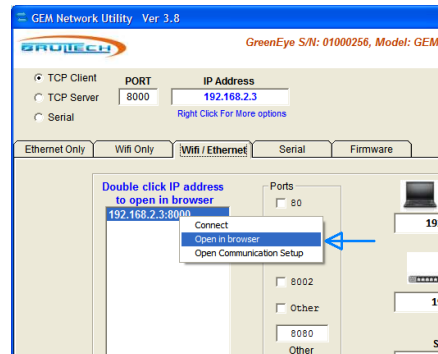 GEM Network Utility Ver 3.8
BRULTECH
GreenEye S/N: 01000256, Model: GEM
TCP Client
PORT
IP Address
TCP Server
8000
192.168.2.3
Serial
Right Click For More options
Ethernet Only
Wifi Only
Wifi / Ethernet
Serial
Firmware
Double click IP address
to open in browser
Ports
80
192.168.2.3:8000
19
Connect
Open in browser
Open Communication Setup
8002
Other
1
8080
Other
S